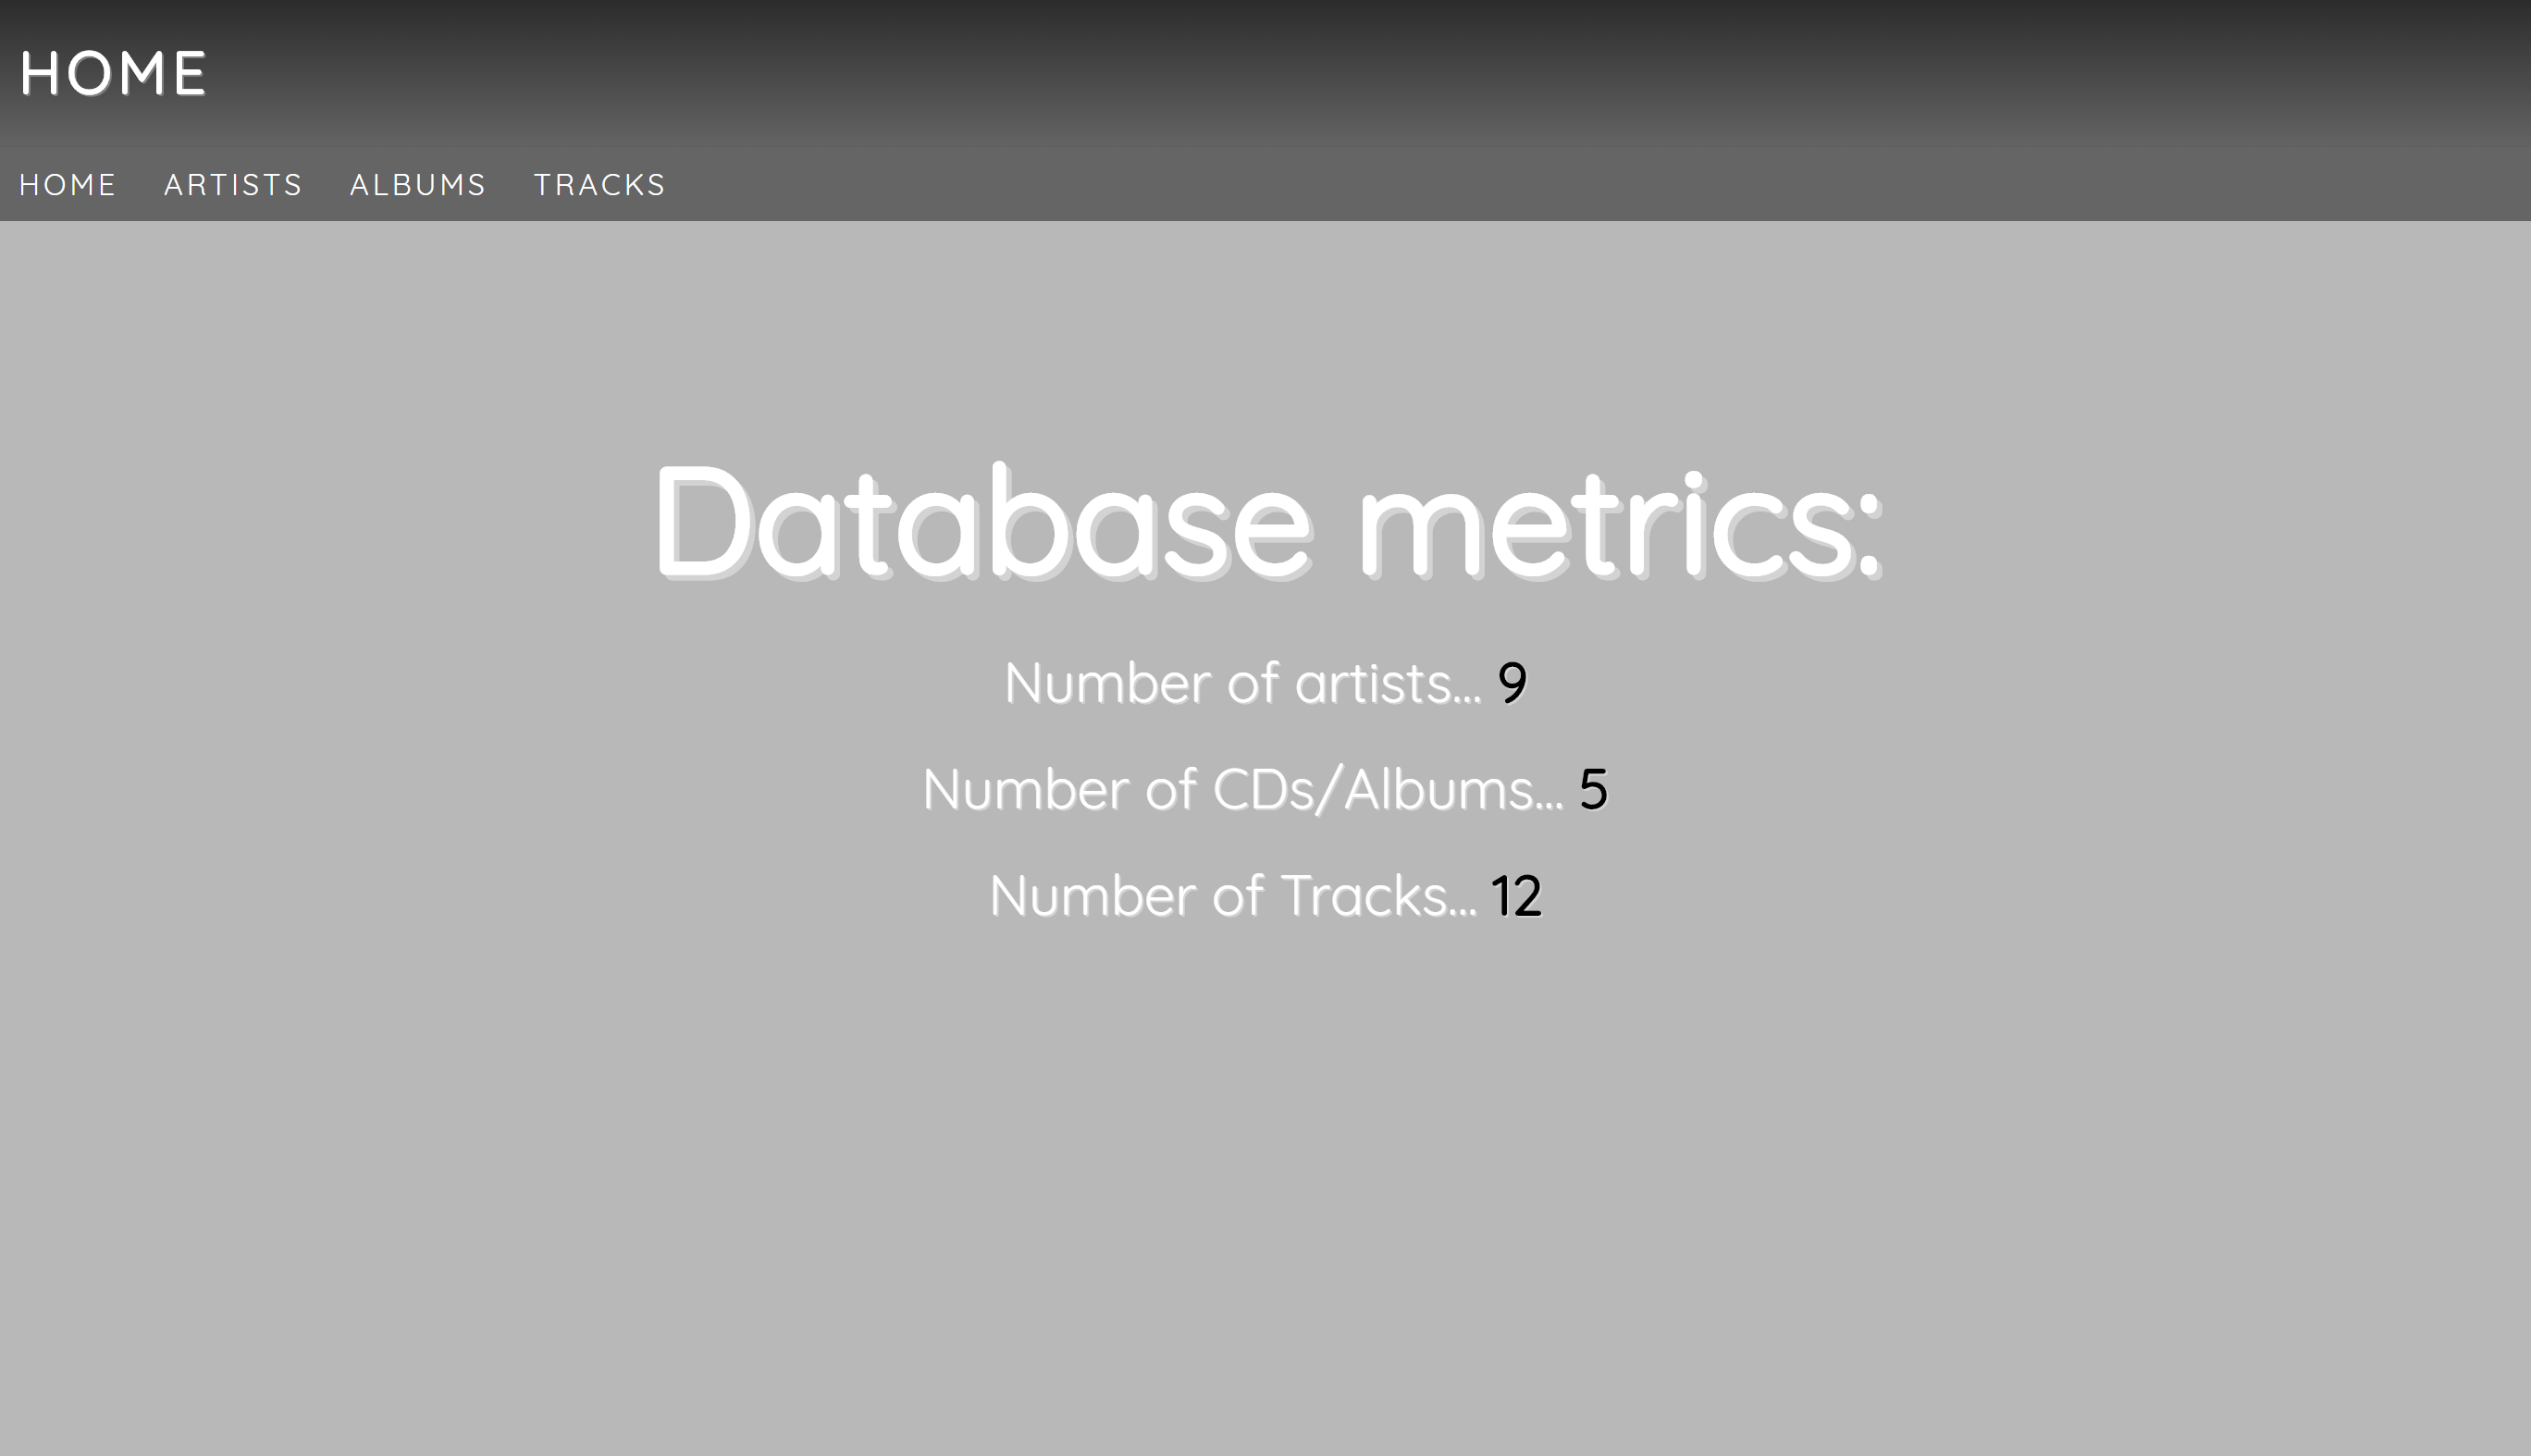 HOME
HOME ARTISTS ALBUMS TRACKS
Database metrics:
Number of artists... 9
Number of CDs/Albums... 5
Number of Tracks... 12